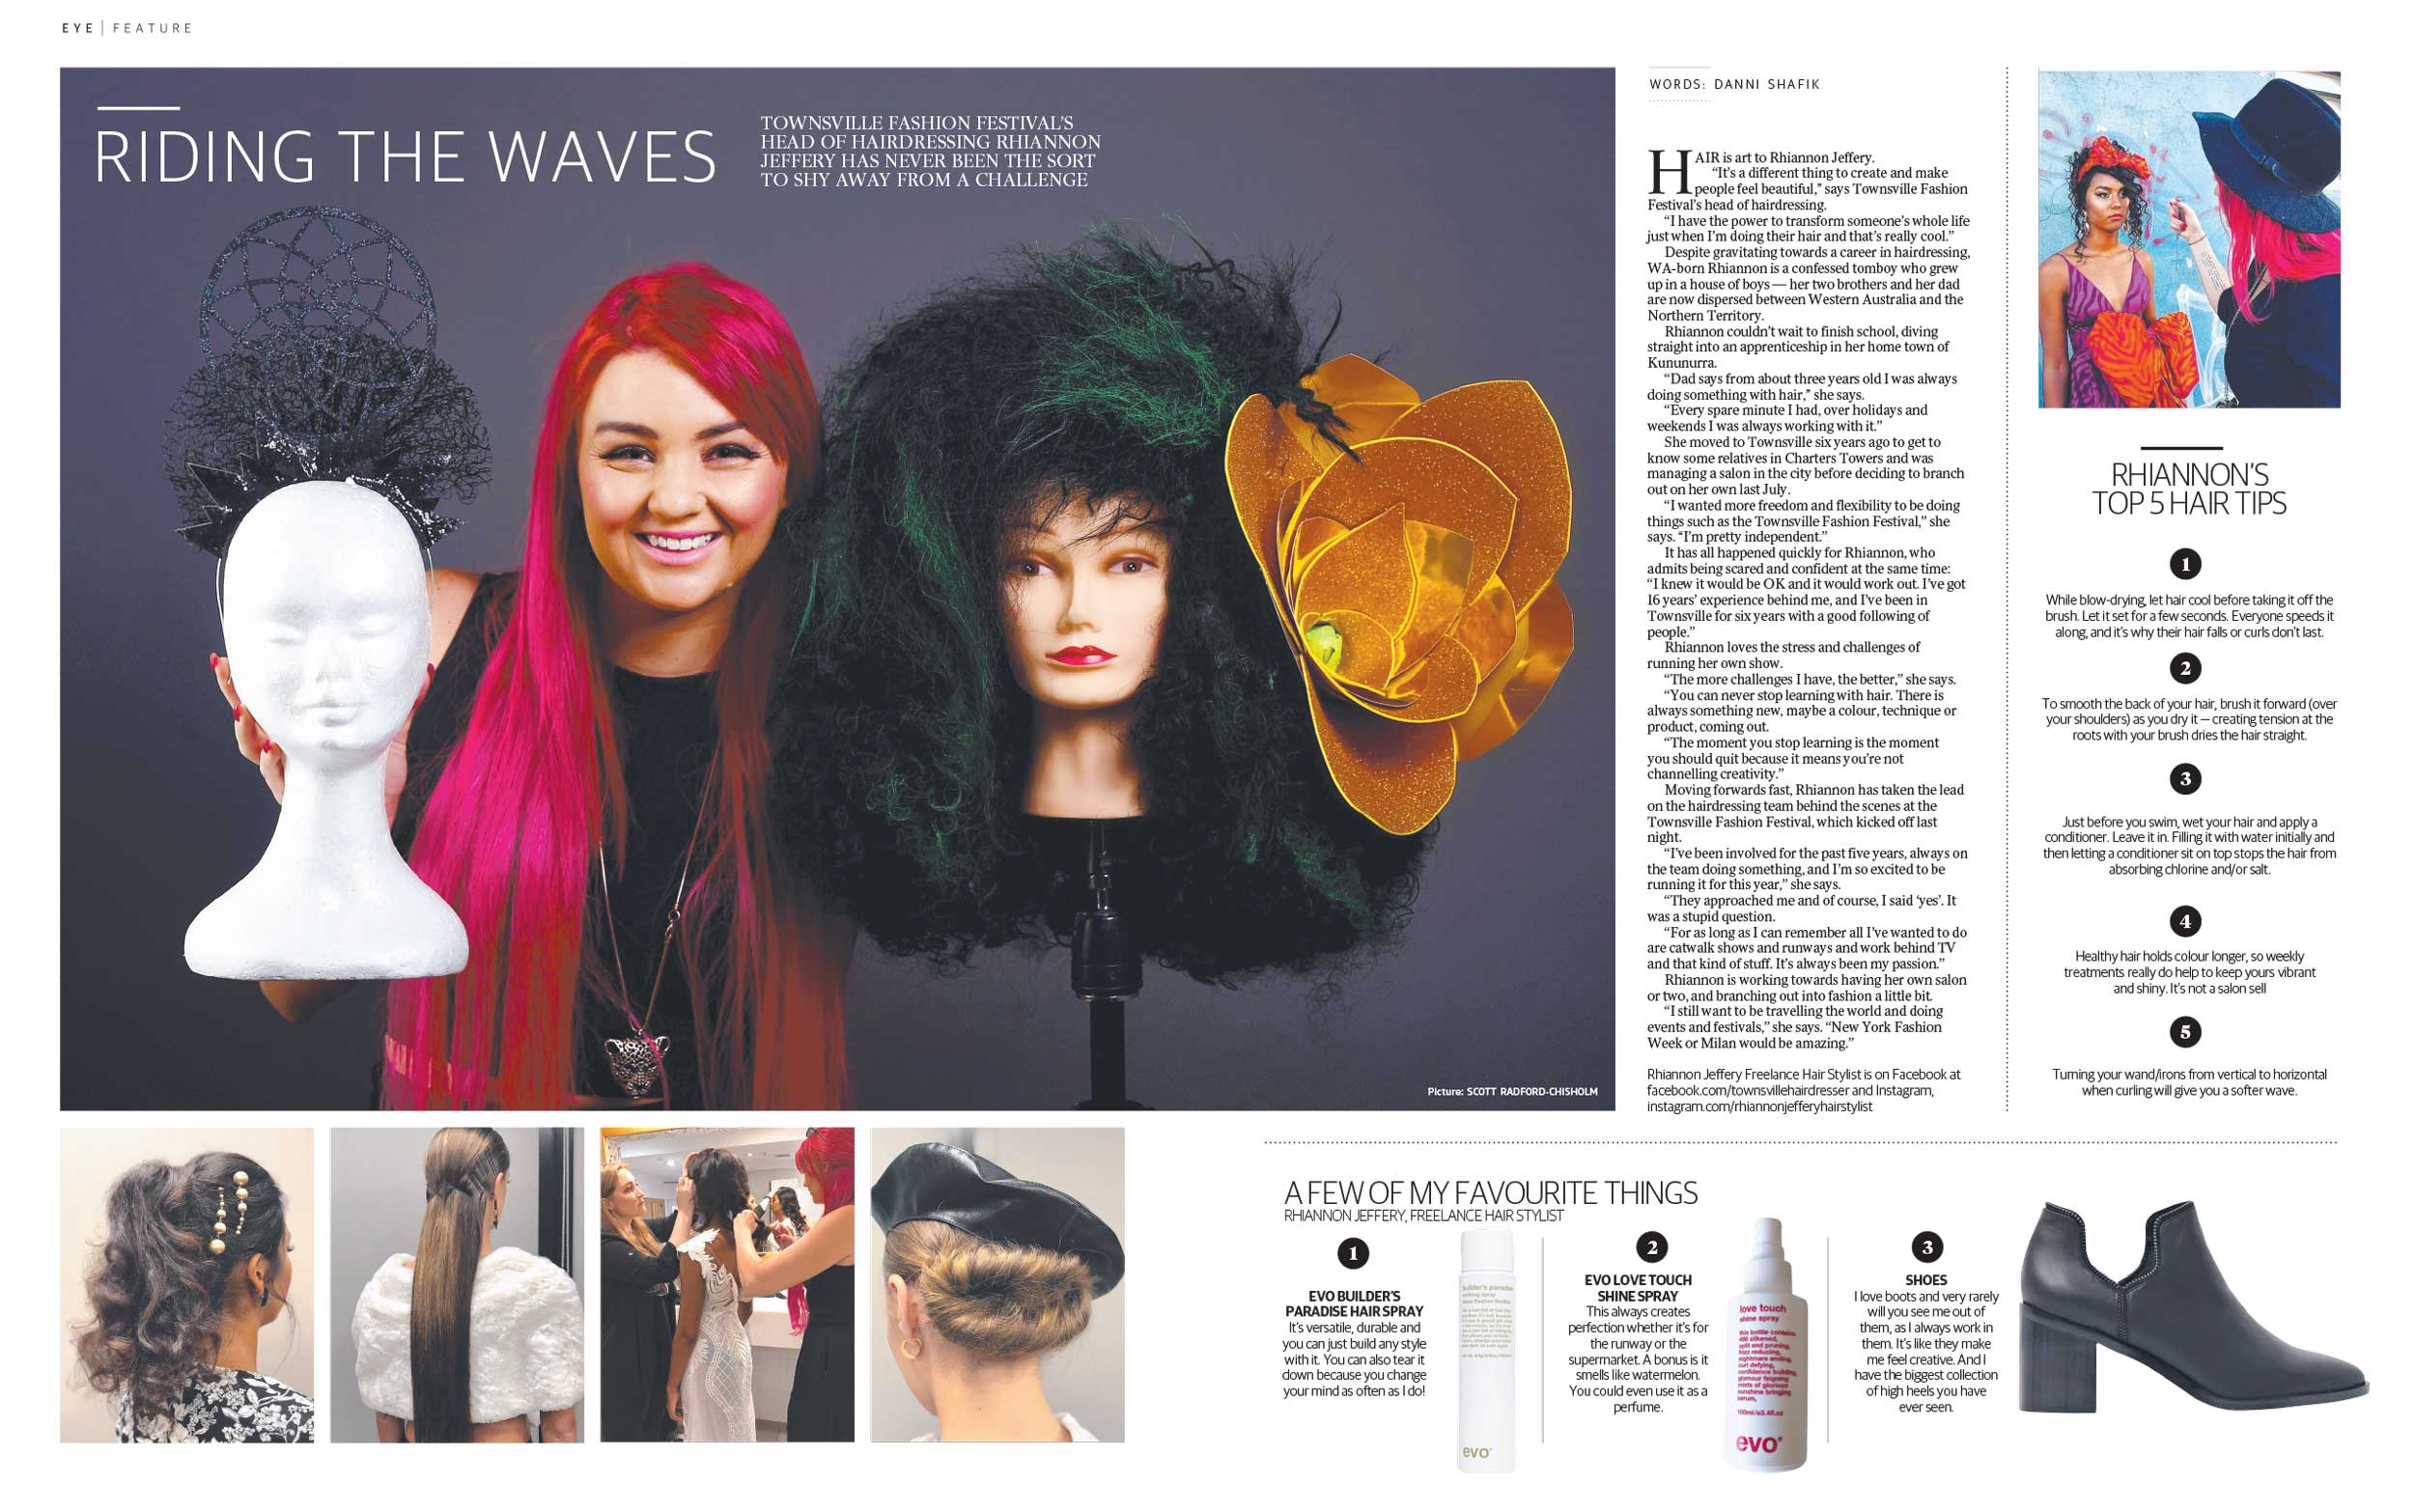 EYE | FEATURE
RIDING THE WAVES
TOWNSVILLE FASHION FESTIVAL'S
HEAD OF HAIRDRESSING RHIANNON
JEFFERY HAS NEVER BEEN THE SORT
TO SHY AWAY FROM A CHALLENGE
Picture: SCOTT RADFORD-CHISHOLM
WORDS: DANNI SHAFIK
HAIR is art to Rhiannon Jeffery.
“It's a different thing to create and make
people feel beautiful,” says Townsville Fashion
Festival's head of hairdressing.
“I have the power to transform someone's whole life
just when I'm doing their hair and that's really cool.”
Despite gravitating towards a career in hairdressing,
WA-born Rhiannon is a confessed tomboy who grew
up in a house of boys — her two brothers and her dad
are now dispersed between Western Australia and the
Northern Territory.
Rhiannon couldn't wait to finish school, diving
straight into an apprenticeship in her home town of
Kununurra.
“Dad says from about three years old I was always
doing something with hair,” she says.
“Every spare minute I had, over holidays and
weekends I was always working with it.”
She moved to Townsville six years ago to get to
know some relatives in Charters Towers and was
managing a salon in the city before deciding to branch
out on her own last July.
“I wanted more freedom and flexibility to be doing
things such as the Townsville Fashion Festival,” she
says. “I'm pretty independent.”
It has all happened quickly for Rhiannon, who
admits being scared and confident at the same time:
“I knew it would be OK and it would work out. I've got
16 years' experience behind me, and I've been in
Townsville for six years with a good following of
people.”
Rhiannon loves the stress and challenges of
running her own show.
“The more challenges I have, the better,” she says.
“You can never stop learning with hair. There is
always something new, maybe a colour, technique or
product, coming out.
“The moment you stop learning is the moment
you should quit because it means you're not
channelling creativity.”
Moving forwards fast, Rhiannon has taken the lead
on the hairdressing team behind the scenes at the
Townsville Fashion Festival, which kicked off last
night.
“I've been involved for the past five years, always on
the team doing something, and I'm so excited to be
running it for this year,” she says.
“They approached me and of course, I said ‘yes’. It
was a stupid question.
“For as long as I can remember all I've wanted to do
are catwalk shows and runways and work behind TV
and that kind of stuff. It's always been my passion.”
Rhiannon is working towards having her own salon
or two, and branching out into fashion a little bit.
“I still want to be travelling the world and doing
events and festivals,” she says. “New York Fashion
Week or Milan would be amazing.”
Rhiannon Jeffery Freelance Hair Stylist is on Facebook at
facebook.com/townsvillehairdresser and Instagram,
instagram.com/rhiannonjefferyhairstylist
RHIANNON'S
TOP 5 HAIR TIPS
1
While blow-drying, let hair cool before taking it off the
brush. Let it set for a few seconds. Everyone speeds it
along, and it's why their hair falls or curls don't last.
2
To smooth the back of your hair, brush it forward (over
your shoulders) as you dry it — creating tension at the
roots with your brush dries the hair straight.
3
Just before you swim, wet your hair and apply a
conditioner. Leave it in. Filling it with water initially and
then letting a conditioner sit on top stops the hair from
absorbing chlorine and/or salt.
4
Healthy hair holds colour longer, so weekly
treatments really do help to keep yours vibrant
and shiny. It's not a salon sell
5
Turning your wand/irons from vertical to horizontal
when curling will give you a softer wave.
A FEW OF MY FAVOURITE THINGS
RHIANNON JEFFERY, FREELANCE HAIR STYLIST
1
EVO BUILDER'S
PARADISE HAIR SPRAY
It's versatile, durable and
you can just build any style
with it. You can also tear it
down because you change
your mind as often as I do!
builder's paradise
evo
2
EVO LOVE TOUCH
SHINE SPRAY
This always creates
perfection whether it's for
the runway or the
supermarket. A bonus is it
smells like watermelon.
You could even use it as a
perfume.
love touch
shine spray
evo
3
SHOES
I love boots and very rarely
will you see me out of
them, as I always work in
them. It's like they make
me feel creative. And I
have the biggest collection
of high heels you have
ever seen.